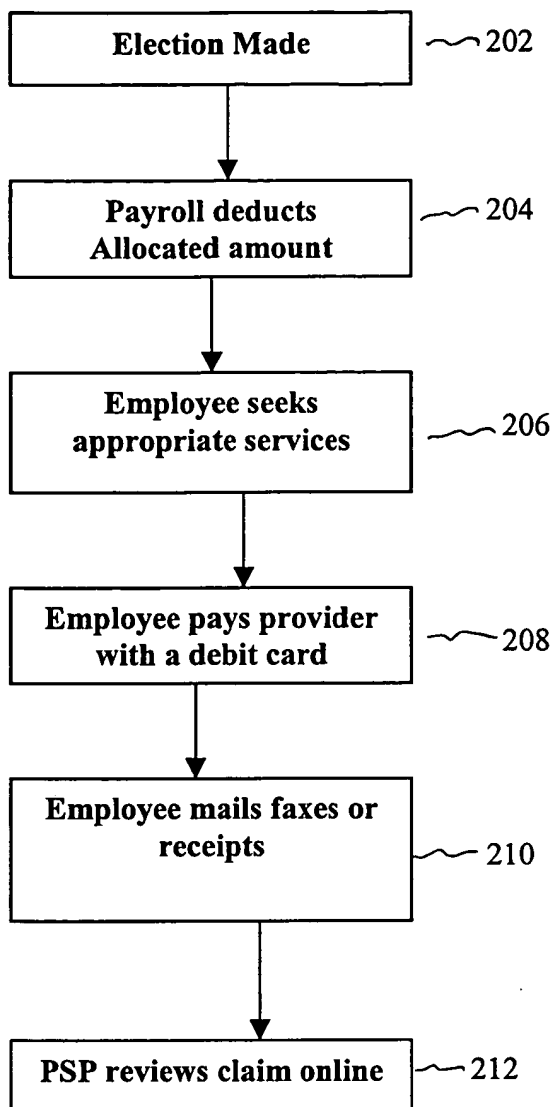 Election Made
202
Payroll deducts
Allocated amount
204
Employee seeks
appropriate services
206
Employee pays provider
with a debit card
208
Employee mails faxes or
receipts
210
PSP reviews claim online
212